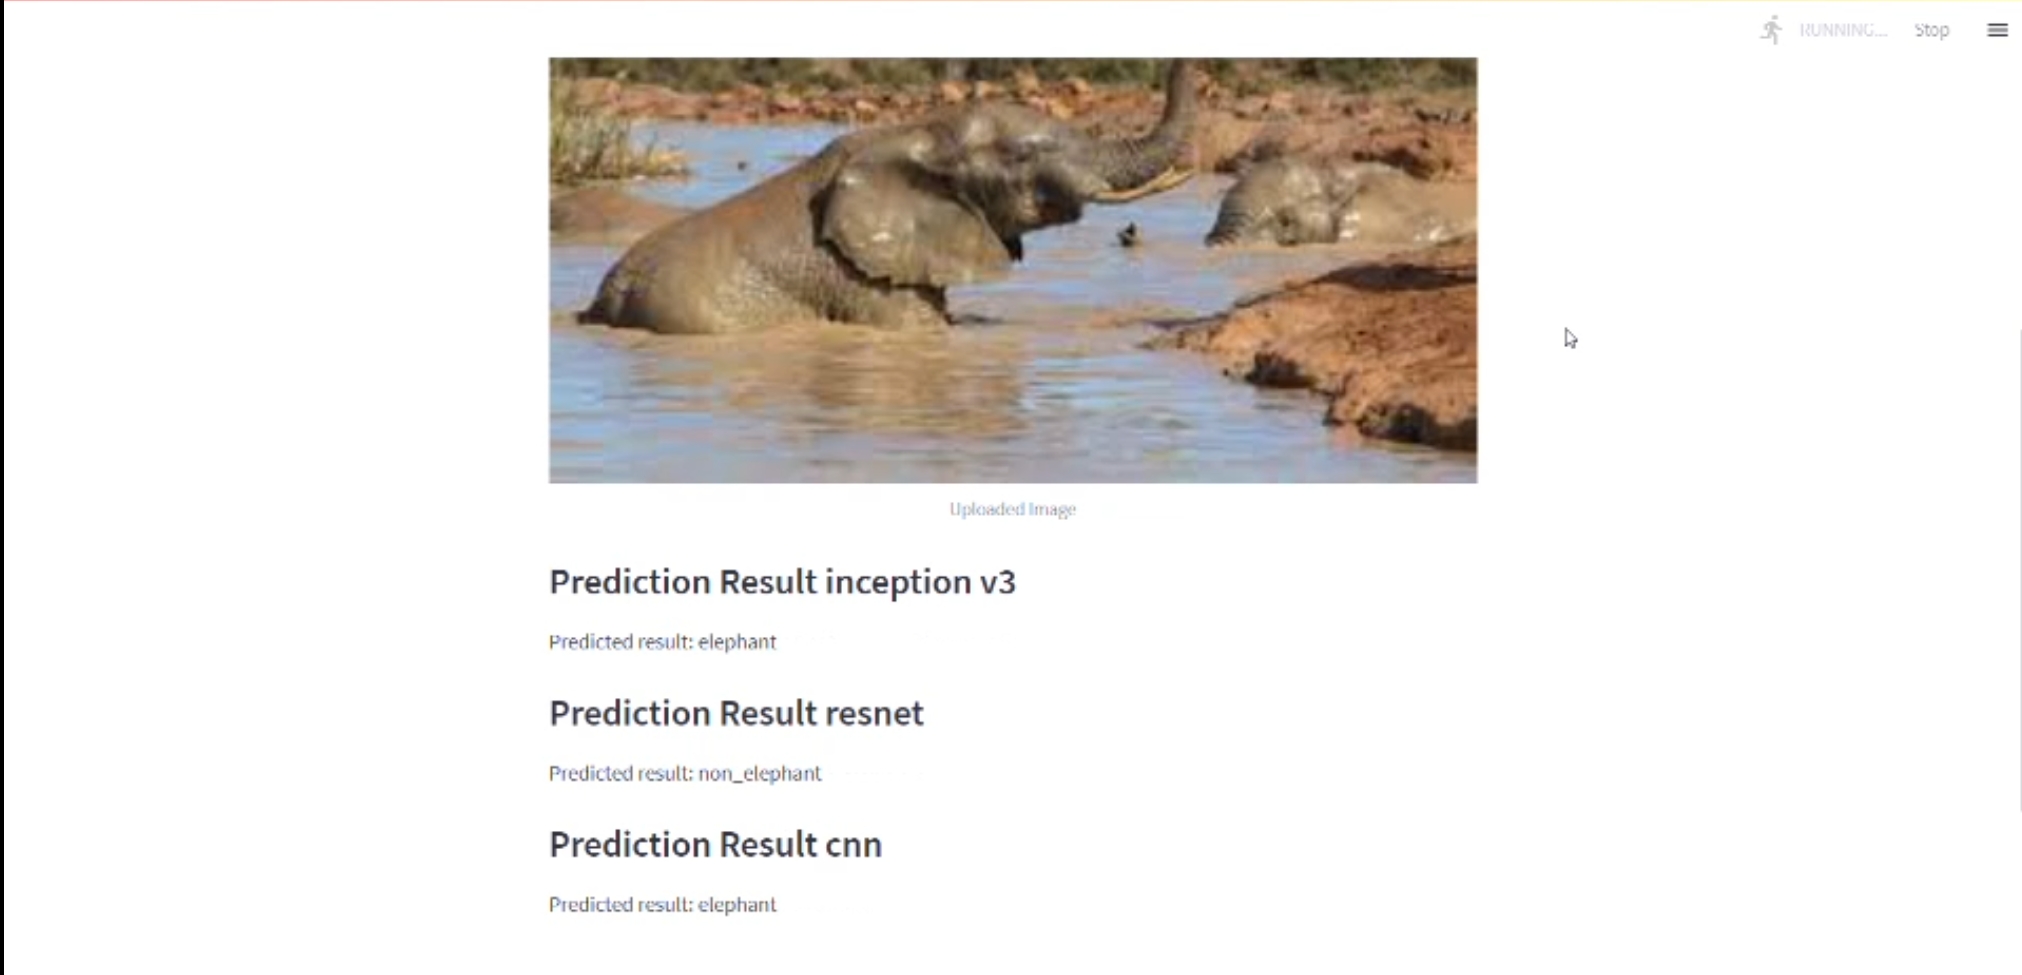 RUNNING... Stop
Uploaded Image
Prediction Result inception v3
Predicted result: elephant
Prediction Result resnet
Predicted result: non_elephant
Prediction Result cnn
Predicted result: elephant